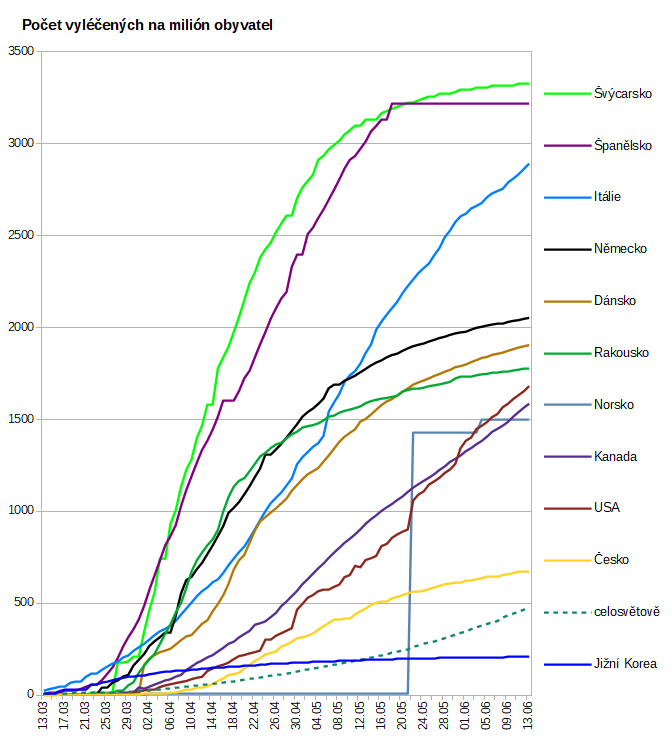 Počet vyléčených na milión obyvatel
3500
3000
2500
2000
1500
1000
500
0
13.03
17.03
21.03
25.03
29.03
02.04
06.04
10.04
14.04
18.04
22.04
26.04
30.04
04.05
08.05
12.05
16.05
20.05
24.05
28.05
01.06
05.06
09.06
13.06
Švýcarsko
Španělsko
Itálie
Německo
Dánsko
Rakousko
Norsko
Kanada
USA
Česko
celosvětově
Jižní Korea